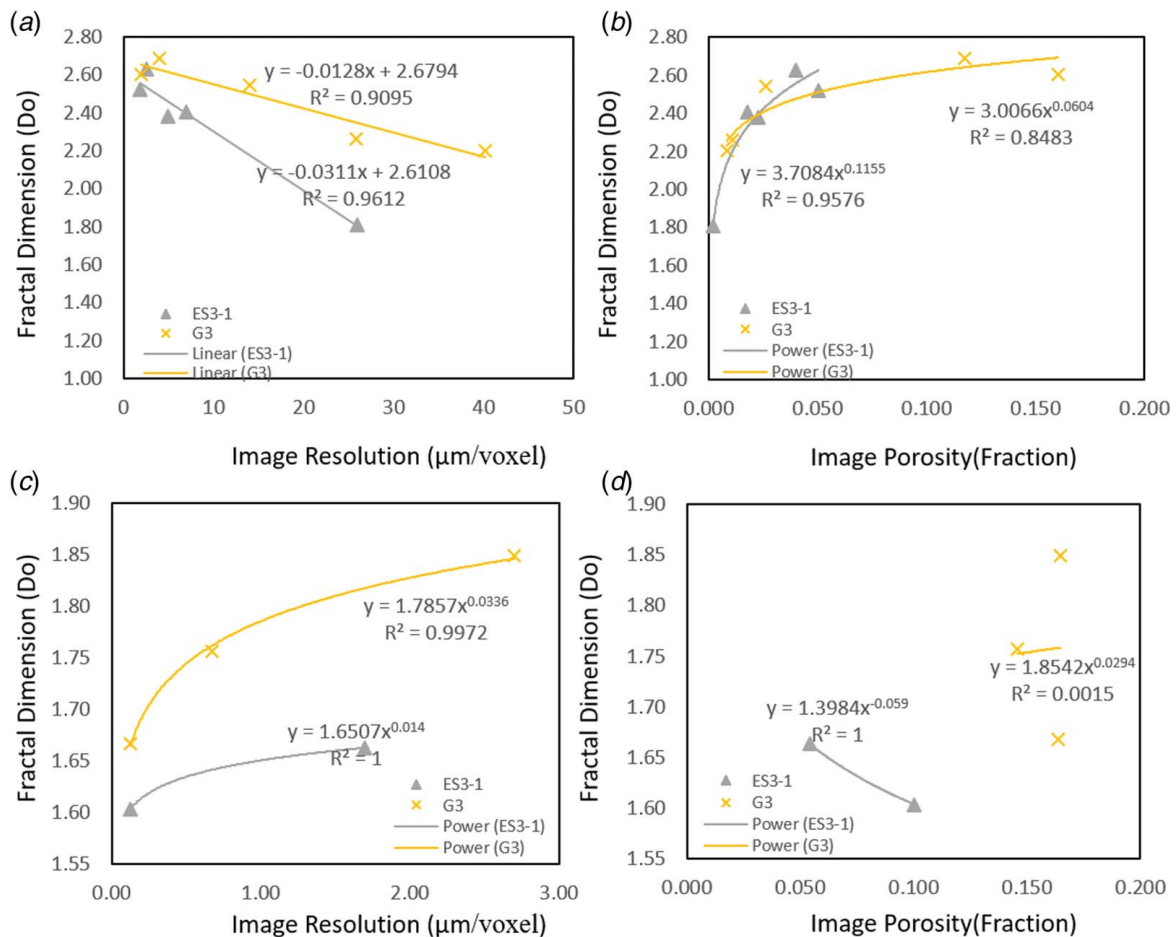 (a)
Fractal Dimension (Do)
2.80
2.60
2.40
2.20
2.00
1.80
1.60
1.40
1.20
1.00
y = -0.0128x + 2.6794
R² = 0.9095
y = -0.0311x + 2.6108
R² = 0.9612
ES3-1
G3
Linear (ES3-1)
Linear (G3)
0 10 20 30 40 50
Image Resolution (μm/voxel)
(b)
Fractal Dimension (Do)
2.80
2.60
2.40
2.20
2.00
1.80
1.60
1.40
1.20
1.00
y = 3.0066x^0.0604
R² = 0.8483
y = 3.7084x^0.1155
R² = 0.9576
ES3-1
G3
Power (ES3-1)
Power (G3)
0.000 0.050 0.100 0.150 0.200
Image Porosity(Fraction)
(c)
Fractal Dimension (Do)
1.90
1.85
1.80
1.75
1.70
1.65
1.60
1.55
y = 1.7857x^0.0336
R² = 0.9972
y = 1.6507x^0.014
R² = 1
ES3-1
G3
Power (ES3-1)
Power (G3)
0.00 1.00 2.00 3.00
Image Resolution (μm/voxel)
(d)
Fractal Dimension (Do)
1.90
1.85
1.80
1.75
1.70
1.65
1.60
1.55
y = 1.8542x^0.0294
R² = 0.0015
y = 1.3984x^-0.059
R² = 1
ES3-1
G3
Power (ES3-1)
Power (G3)
0.000 0.050 0.100 0.150 0.200
Image Porosity(Fraction)